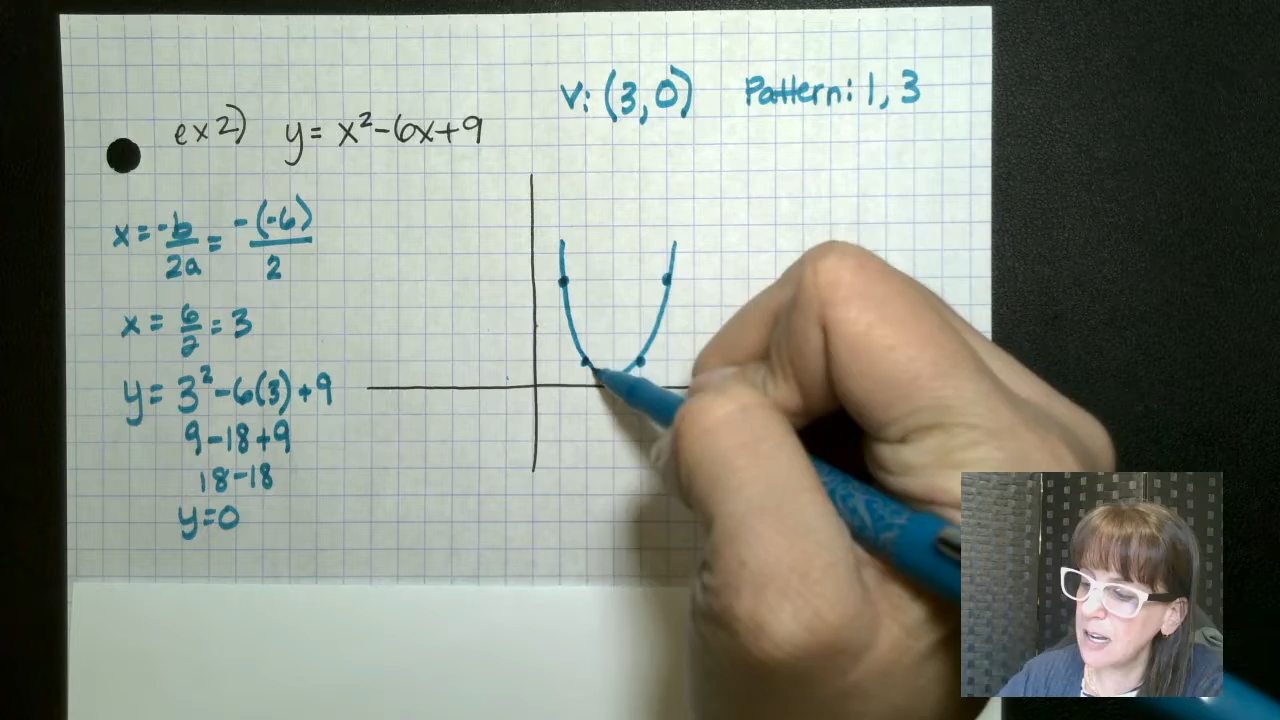 V: (3, 0) Pattern: 1, 3
ex 2) y = x² - 6x + 9
x = -b/2a = -(-6)/2
x = 6/2 = 3
y = 3² - 6(3) + 9
9 - 18 + 9
18 - 18
y = 0